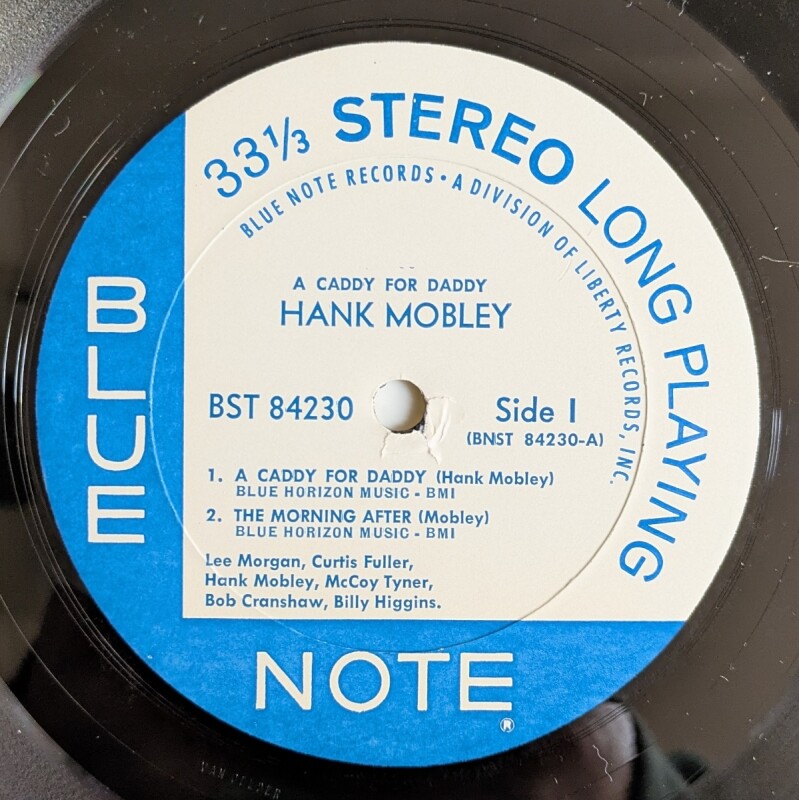 33⅓ STEREO LONG PLAYING
BLUE NOTE RECORDS • A DIVISION OF LIBERTY RECORDS, INC.
A CADDY FOR DADDY
HANK MOBLEY
BST 84230
Side I
(BNST 84230-A)
1. A CADDY FOR DADDY (Hank Mobley)
BLUE HORIZON MUSIC - BMI
2. THE MORNING AFTER (Mobley)
BLUE HORIZON MUSIC - BMI
Lee Morgan, Curtis Fuller,
Hank Mobley, McCoy Tyner,
Bob Cranshaw, Billy Higgins.
BLUE
NOTE
®
VAN GELDER